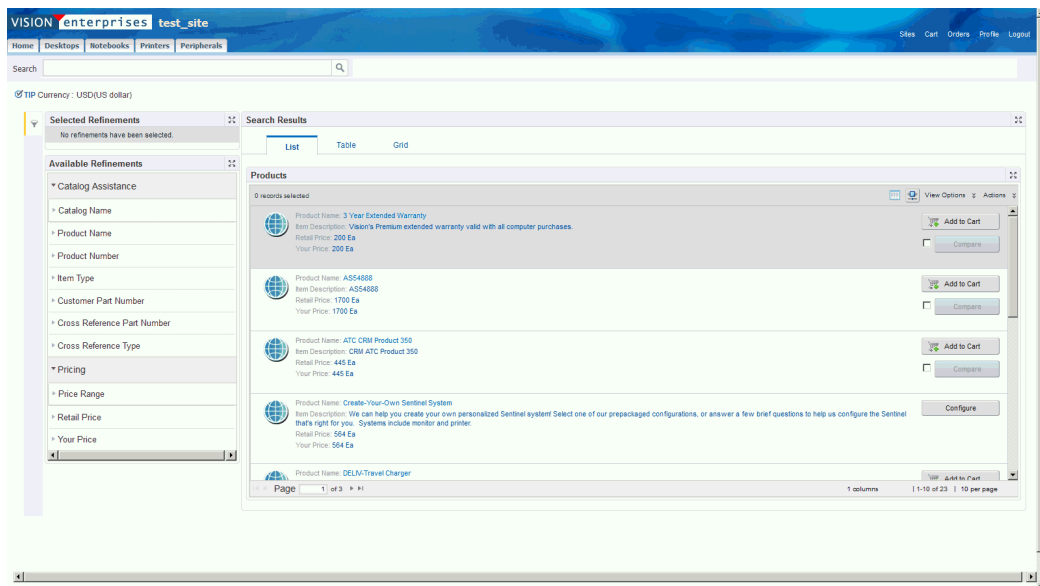 VISION enterprises test_site
Sites Cart Orders Profile Logout
Home Desktops Notebooks Printers Peripherals
Search
TIP Currency : USD(US dollar)
Selected Refinements
No refinements have been selected.
Available Refinements
Catalog Assistance
Catalog Name
Product Name
Product Number
Item Type
Customer Part Number
Cross Reference Part Number
Cross Reference Type
Pricing
Price Range
Retail Price
Your Price
Search Results
List Table Grid
Products
0 records selected View Options Actions
Product Name: 3 Year Extended Warranty
Item Description: Vision's Premium extended warranty valid with all computer purchases.
Retail Price: 200 Ea
Your Price: 200 Ea
Add to Cart
Compare
Product Name: AS54888
Item Description: AS54888
Retail Price: 1700 Ea
Your Price: 1700 Ea
Add to Cart
Compare
Product Name: ATC CRM Product 350
Item Description: CRM ATC Product 350
Retail Price: 445 Ea
Your Price: 445 Ea
Add to Cart
Compare
Product Name: Create-Your-Own Sentinel System
Item Description: We can help you create your own personalized Sentinel system! Select one of our prepackaged configurations, or answer a few brief questions to help us configure the Sentinel
that's right for you. Systems include monitor and printer.
Retail Price: 564 Ea
Your Price: 564 Ea
Configure
Product Name: DELIV-Travel Charger
Add to Cart
Page 1 of 3 1 columns | 1-10 of 23 | 10 per page